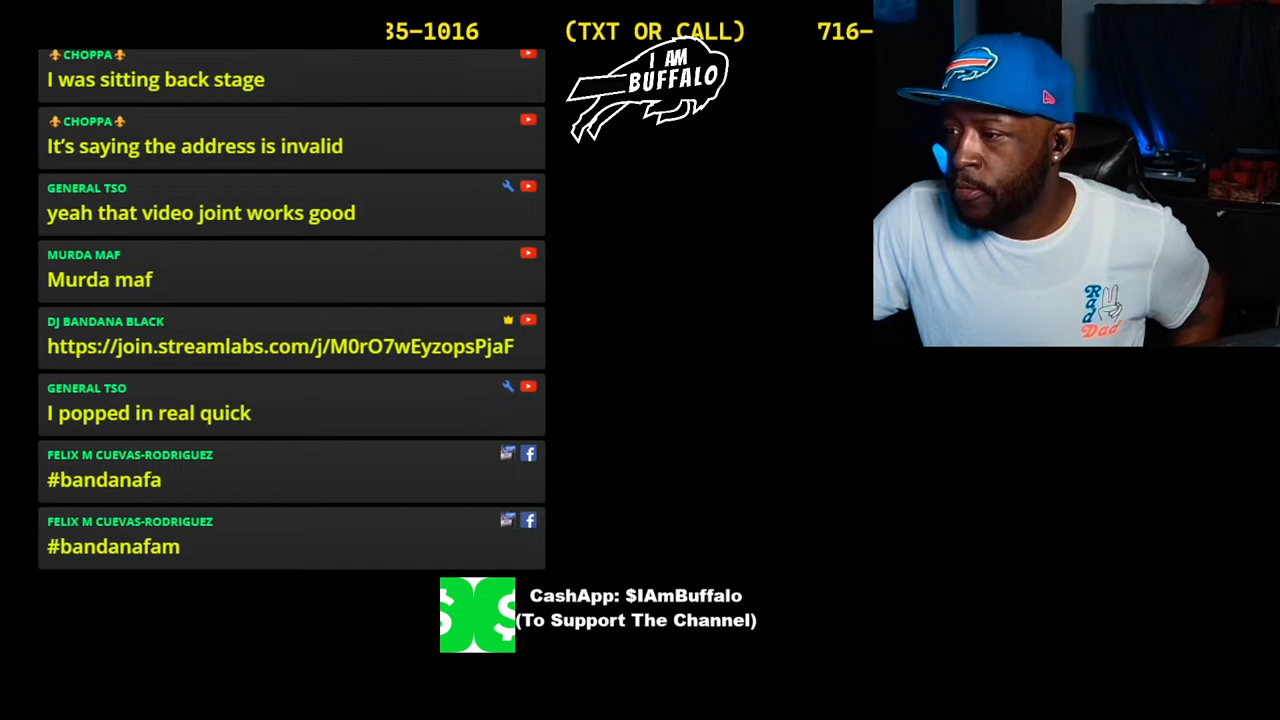 35-1016 (TXT OR CALL) 716-
I AM
BUFFALO
CHOPPA
I was sitting back stage
CHOPPA
It's saying the address is invalid
GENERAL TSO
yeah that video joint works good
MURDA MAF
Murda maf
DJ BANDANA BLACK
https://join.streamlabs.com/j/M0rO7wEyzopsPjaF
GENERAL TSO
I popped in real quick
FELIX M CUEVAS-RODRIGUEZ
#bandanafa
FELIX M CUEVAS-RODRIGUEZ
#bandanafam
Rad
Dad
CashApp: $IAmBuffalo
(To Support The Channel)